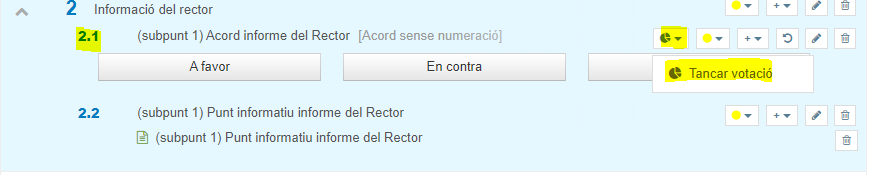 2 Informació del rector
2.1 (subpunt 1) Acord informe del Rector [Acord sense numeració]
A favor En contra
Tancar votació
2.2 (subpunt 1) Punt informatiu informe del Rector
(subpunt 1) Punt informatiu informe del Rector